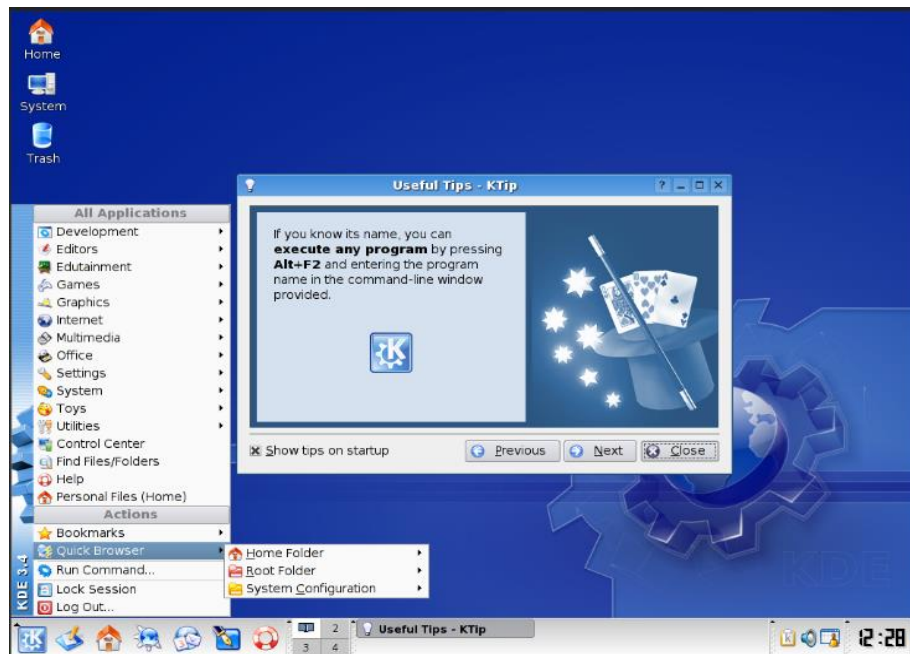 Home
System
Trash
Useful Tips - KTip
If you know its name, you can
execute any program by pressing
Alt+F2 and entering the program
name in the command-line window
provided.
Show tips on startup
Previous
Next
Close
All Applications
Development
Editors
Edutainment
Games
Graphics
Internet
Multimedia
Office
Settings
System
Toys
Utilities
Control Center
Find Files/Folders
Help
Personal Files (Home)
Actions
Bookmarks
Quick Browser
Run Command...
Lock Session
Log Out...
KDE 3.4
Home Folder
Root Folder
System Configuration
KDE
2
3 4
Useful Tips - KTip
12:28